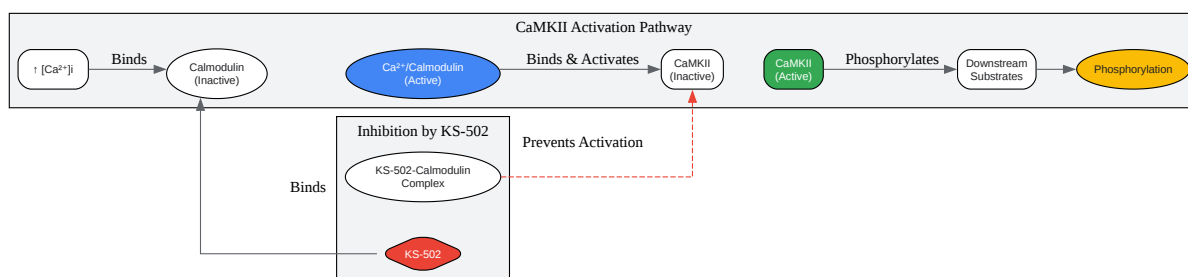 CaMKII Activation Pathway
↑ [Ca²⁺]i
Binds
Calmodulin
(Inactive)
Ca²⁺/Calmodulin
(Active)
Binds & Activates
CaMKII
(Inactive)
CaMKII
(Active)
Phosphorylates
Downstream
Substrates
Phosphorylation
Inhibition by KS-502
Prevents Activation
KS-502-Calmodulin
Complex
Binds
KS-502